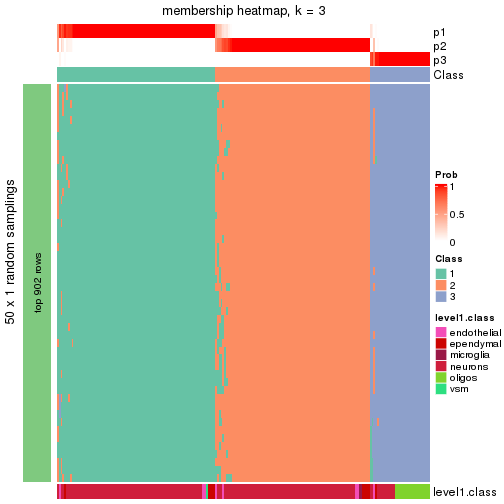 membership heatmap, k = 3
p1
p2
p3
Class
50 x 1 random samplings
top 902 rows
Prob
1
0.5
0
Class
1
2
3
level1.class
endothelial
ependymal
microglia
neurons
oligos
vsm
level1.class